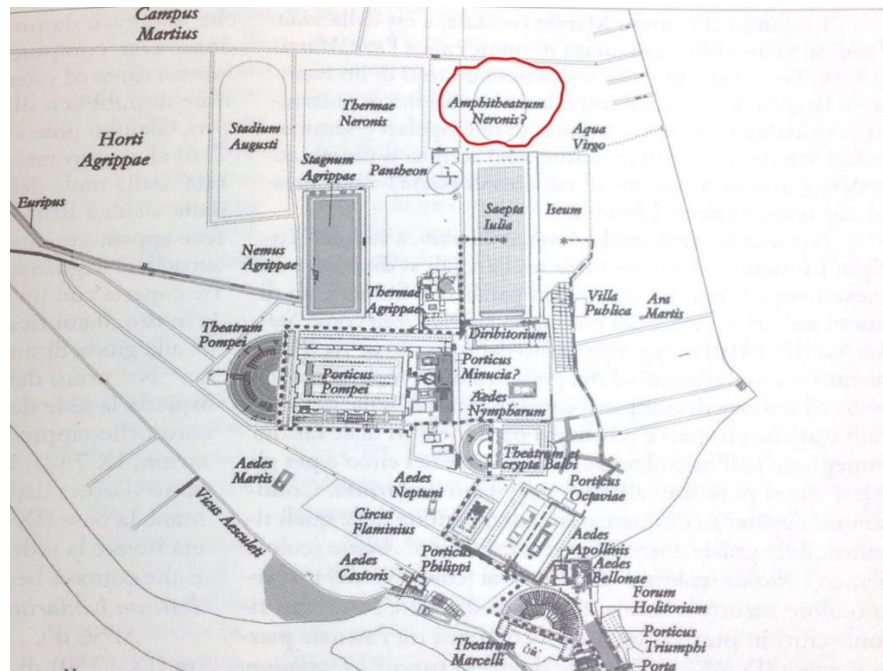 Campus
Martius
Horti
Agrippae
Euripus
Stadium
Augusti
Thermae
Neronis
Amphitheatrum
Neronis?
Aqua
Virgo
Stagnum
Agrippae
Pantheon
Saepta
Iulia
Iseum
Nemus
Agrippae
Thermae
Agrippae
Villa
Publica
Ara
Martis
Theatrum
Pompei
Diribitorium
Porticus
Pompei
Porticus
Minucia?
Aedes
Nympharum
Theatrum et
crypta Balbi
Aedes
Martis
Aedes
Neptuni
Porticus
Octaviae
Vicus Aesculeti
Circus
Flaminius
Aedes
Castoris
Porticus
Philippi
Aedes
Apollinis
Aedes
Bellonae
Forum
Holitorium
Theatrum
Marcelli
Porticus
Triumphi
Porta